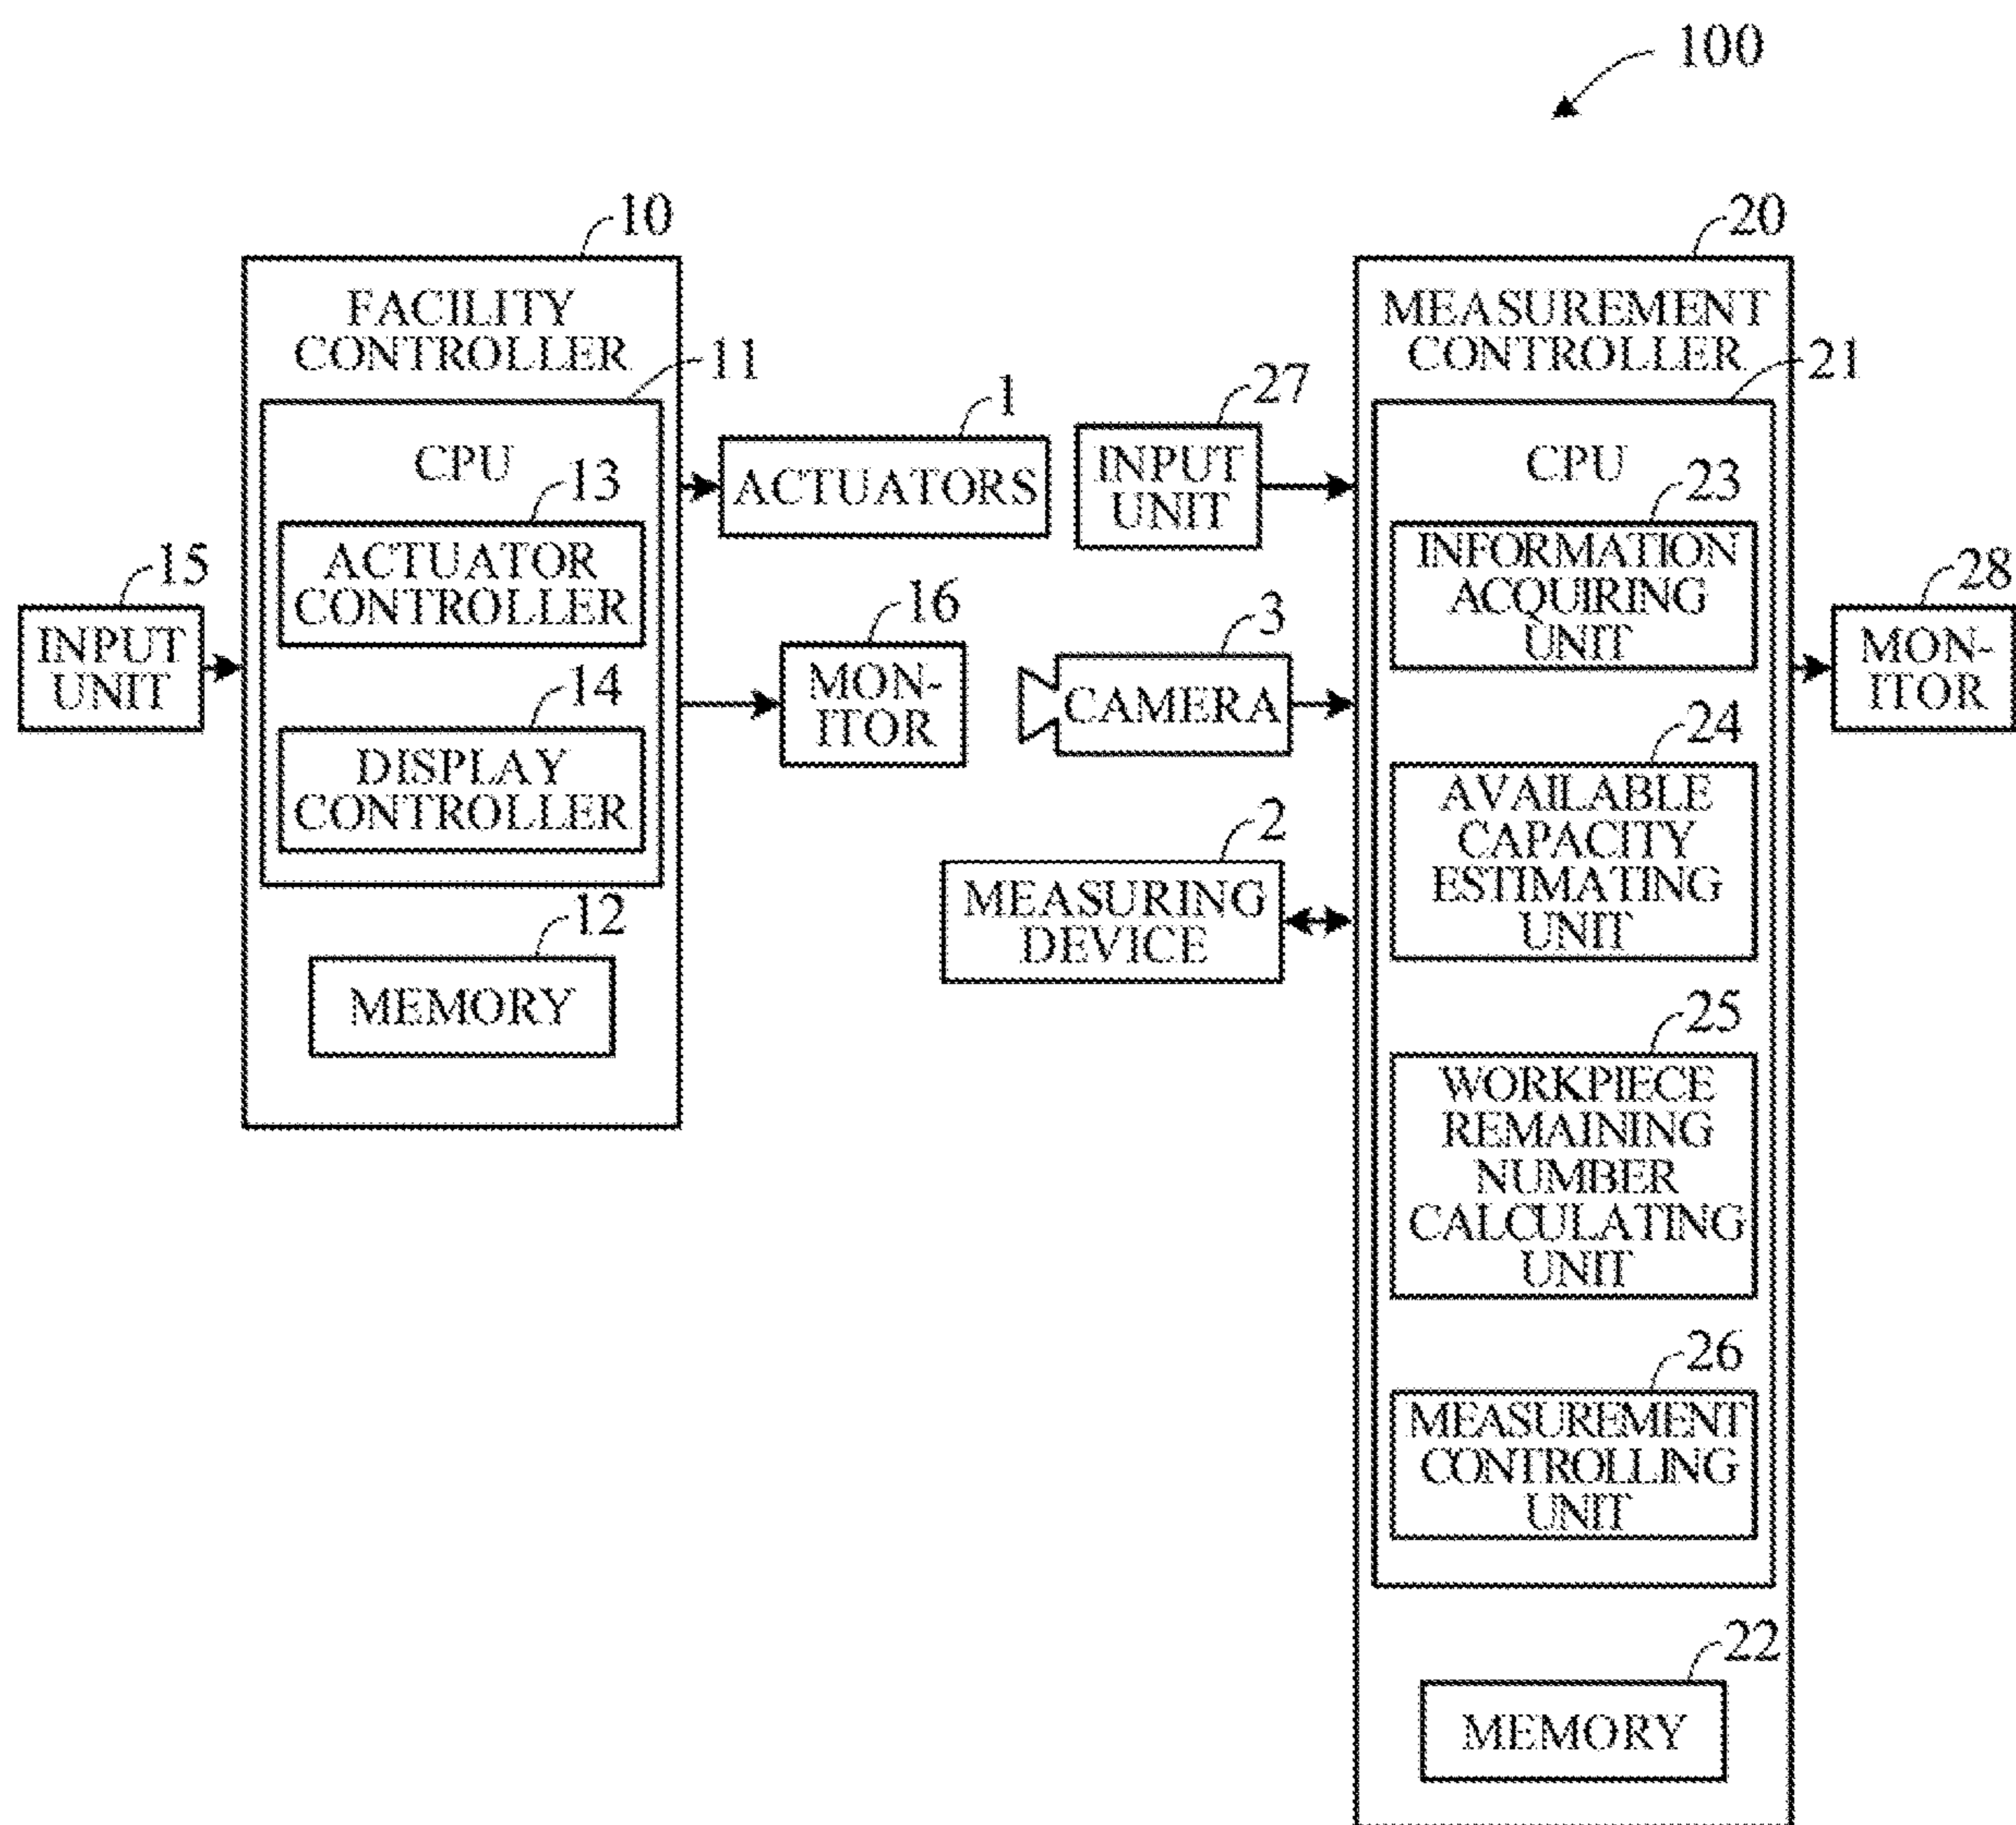 100
10
FACILITY
CONTROLLER
11
CPU
13
ACTUATOR
CONTROLLER
14
DISPLAY
CONTROLLER
12
MEMORY
15
INPUT
UNIT
1
ACTUATORS
16
MON-
ITOR
27
INPUT
UNIT
3
CAMERA
2
MEASURING
DEVICE
20
MEASUREMENT
CONTROLLER
21
CPU
23
INFORMATION
ACQUIRING
UNIT
24
AVAILABLE
CAPACITY
ESTIMATING
UNIT
25
WORKPIECE
REMAINING
NUMBER
CALCULATING
UNIT
26
MEASUREMENT
CONTROLLING
UNIT
22
MEMORY
28
MON-
ITOR